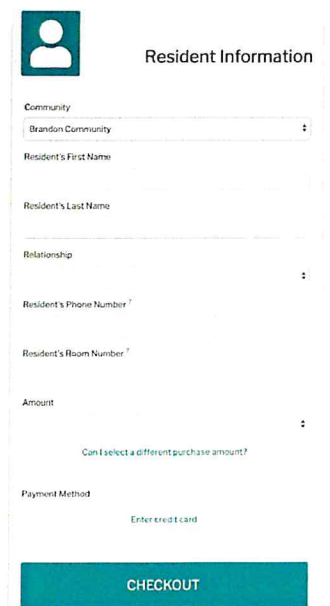 Resident Information
Community
Brandon Community
Resident's First Name
Resident's Last Name
Relationship
Resident's Phone Number ?
Resident's Room Number ?
Amount
Can I select a different purchase amount?
Payment Method
Enter credit card
CHECKOUT